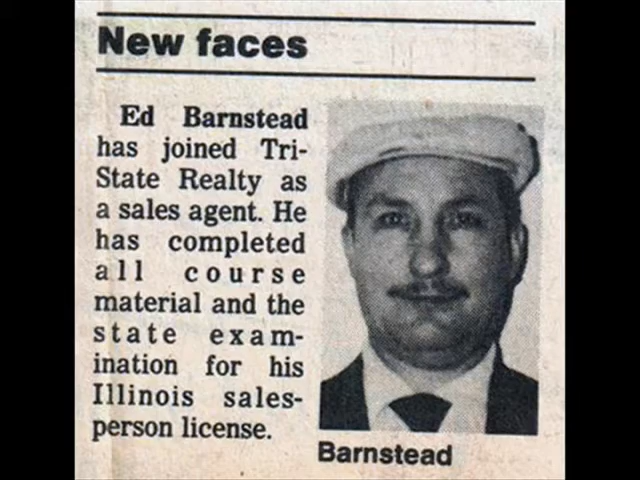 New faces
Ed Barnstead
has joined Tri-
State Realty as
a sales agent. He
has completed
all course
material and the
state exam-
ination for his
Illinois sales-
person license.
Barnstead